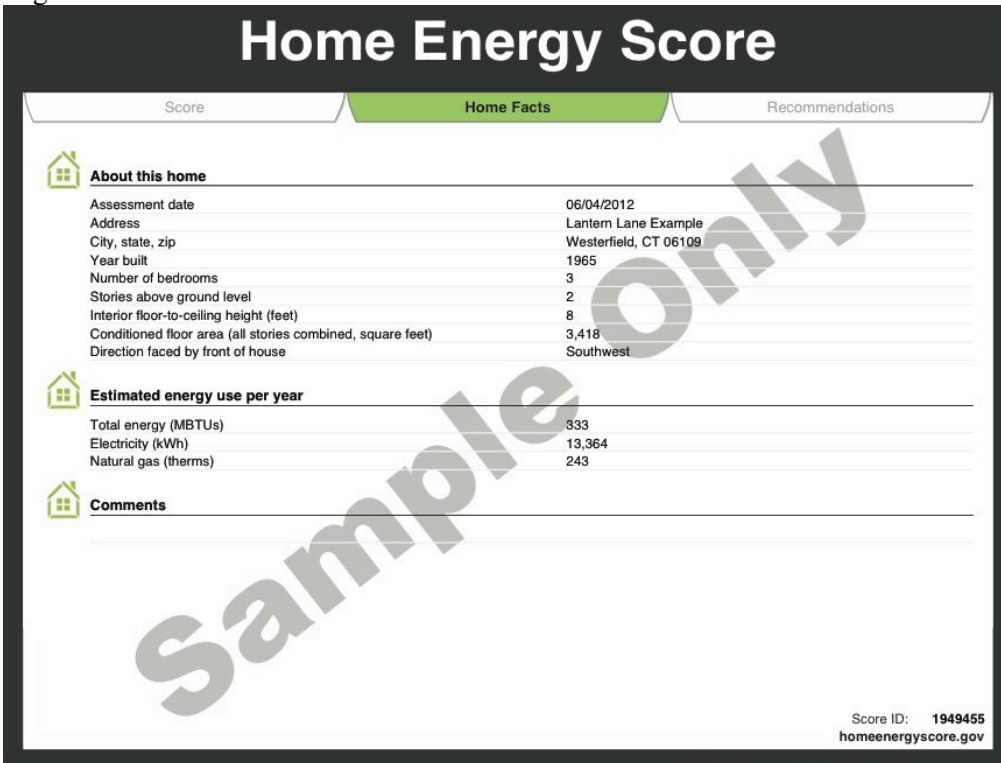 Home Energy Score
Score Home Facts Recommendations
About this home
Assessment date 06/04/2012
Address Lantern Lane Example
City, state, zip Westerfield, CT 06109
Year built 1965
Number of bedrooms 3
Stories above ground level 2
Interior floor-to-ceiling height (feet) 8
Conditioned floor area (all stories combined, square feet) 3,418
Direction faced by front of house Southwest
Estimated energy use per year
Total energy (MBTUs) 333
Electricity (kWh) 13,364
Natural gas (therms) 243
Comments
Sample Only
Score ID: 1949455
homeenergyscore.gov